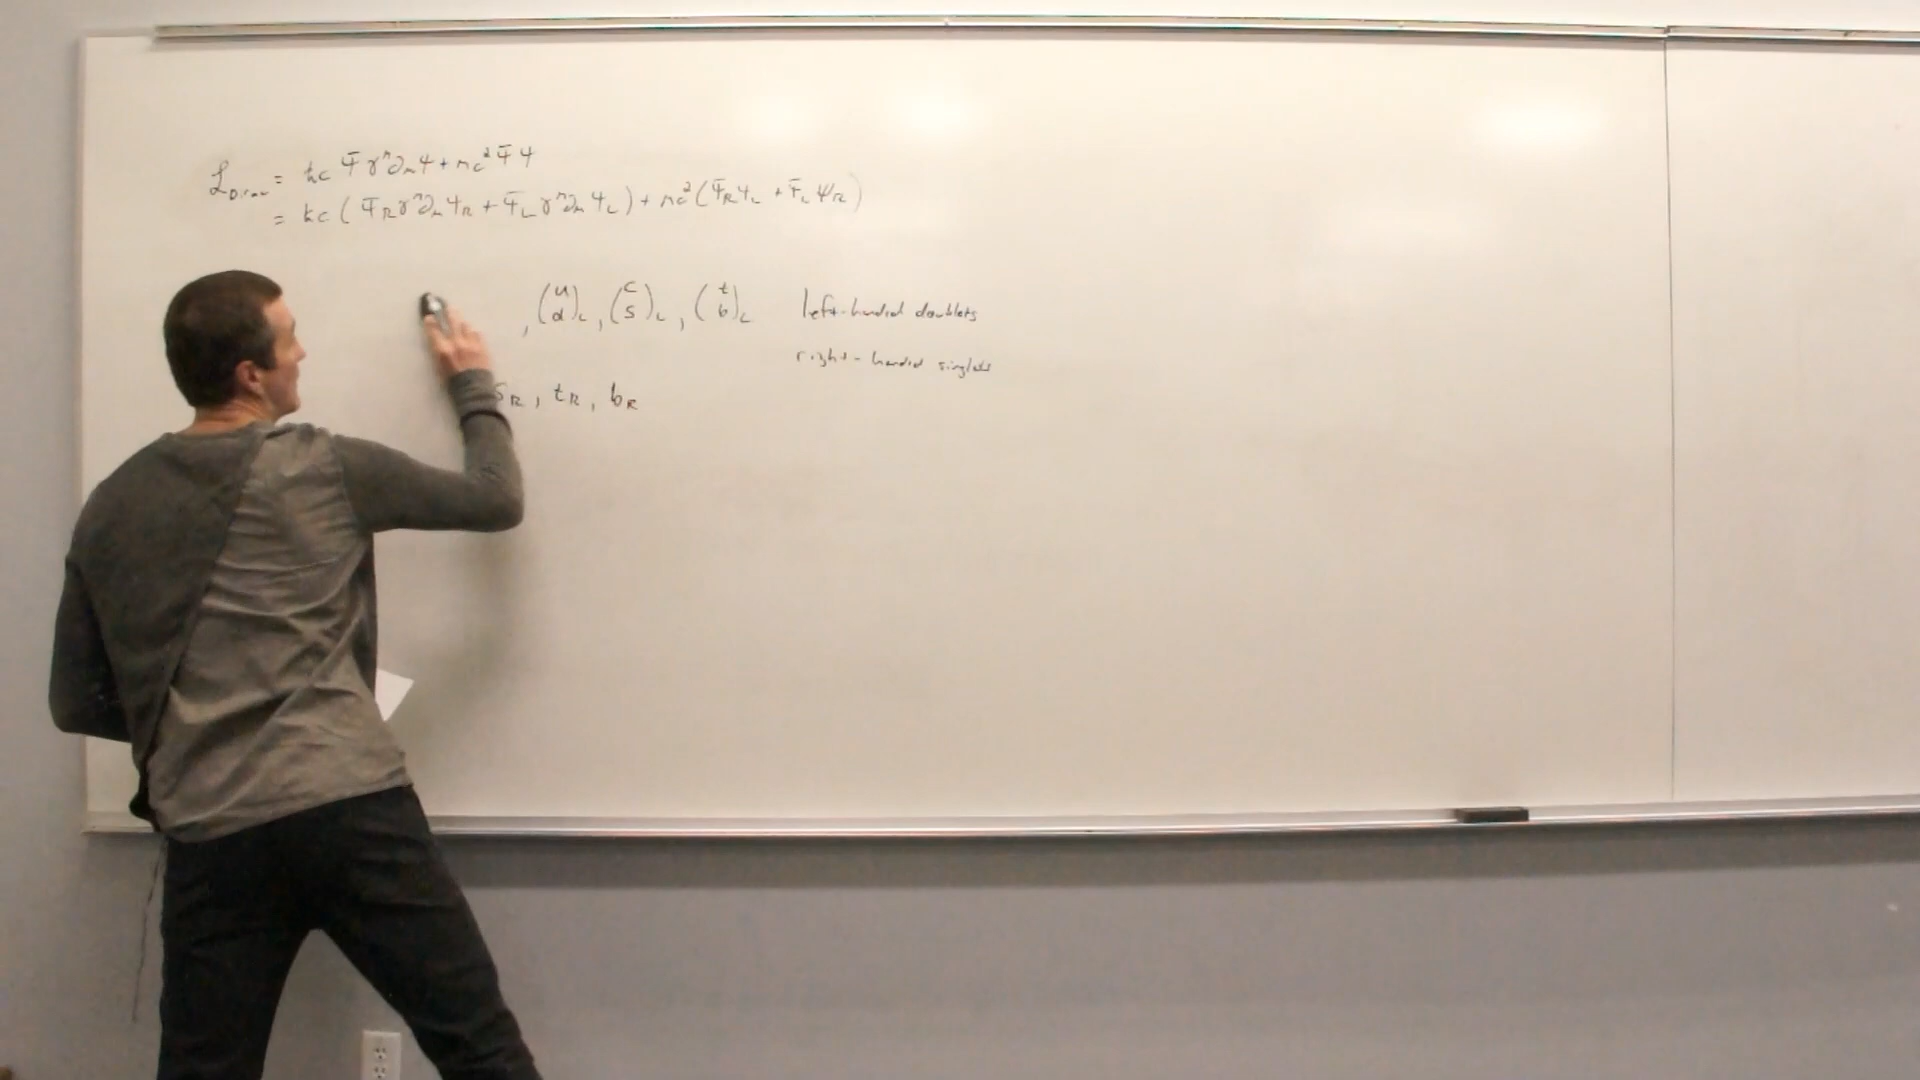 ℒ_Dirac = ħc Ψ̄ γ^μ ∂_μ Ψ + mc² Ψ̄ Ψ
= ħc ( Ψ̄_R γ^μ ∂_μ Ψ_R + Ψ̄_L γ^μ ∂_μ Ψ_L ) + mc² ( Ψ̄_R Ψ_L + Ψ̄_L Ψ_R )
, (u d)_L , (c s)_L , (t b)_L left-handed doublets
right-handed singlets
s_R , t_R , b_R